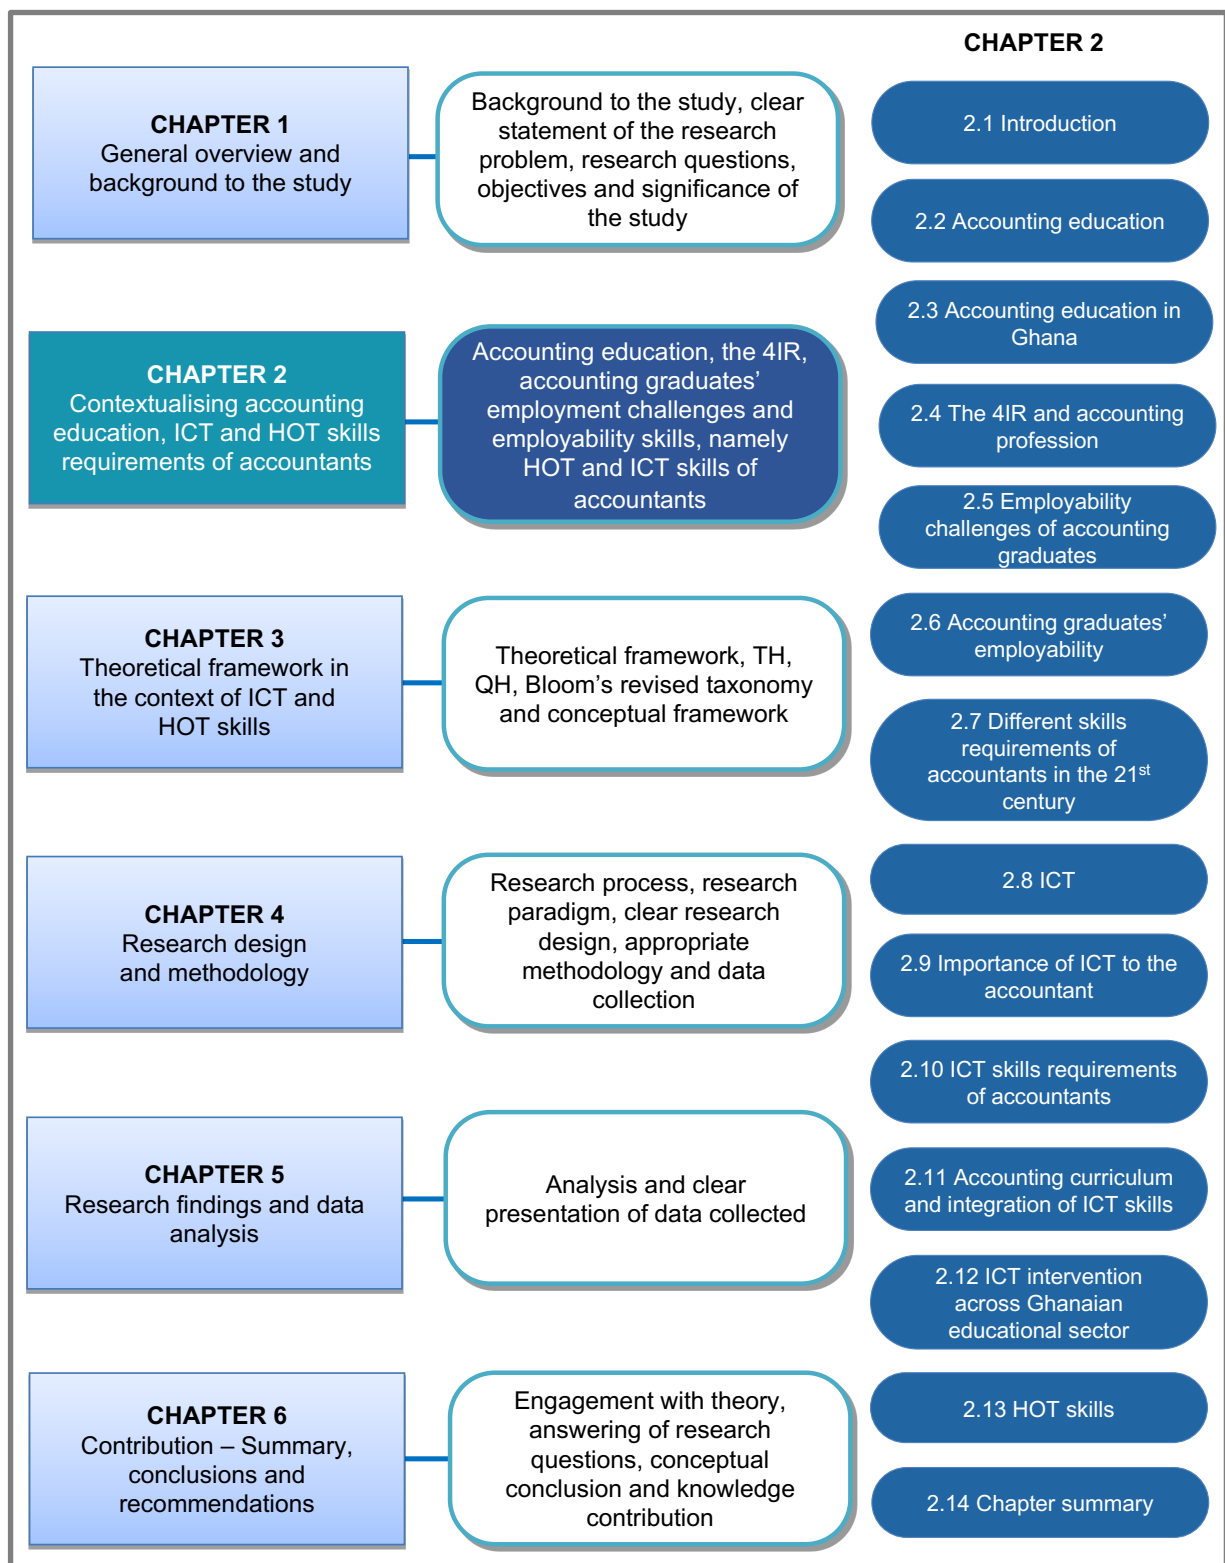 CHAPTER 1
General overview and
background to the study
Background to the study, clear
statement of the research
problem, research questions,
objectives and significance of
the study
CHAPTER 2
Contextualising accounting
education, ICT and HOT skills
requirements of accountants
Accounting education, the 4IR,
accounting graduates’
employment challenges and
employability skills, namely
HOT and ICT skills of
accountants
CHAPTER 3
Theoretical framework in
the context of ICT and
HOT skills
Theoretical framework, TH,
QH, Bloom’s revised taxonomy
and conceptual framework
CHAPTER 4
Research design
and methodology
Research process, research
paradigm, clear research
design, appropriate
methodology and data
collection
CHAPTER 5
Research findings and data
analysis
Analysis and clear
presentation of data collected
CHAPTER 6
Contribution – Summary,
conclusions and
recommendations
Engagement with theory,
answering of research
questions, conceptual
conclusion and knowledge
contribution
CHAPTER 2
2.1 Introduction
2.2 Accounting education
2.3 Accounting education in
Ghana
2.4 The 4IR and accounting
profession
2.5 Employability
challenges of accounting
graduates
2.6 Accounting graduates’
employability
2.7 Different skills
requirements of
accountants in the 21st
century
2.8 ICT
2.9 Importance of ICT to the
accountant
2.10 ICT skills requirements
of accountants
2.11 Accounting curriculum
and integration of ICT skills
2.12 ICT intervention
across Ghanaian
educational sector
2.13 HOT skills
2.14 Chapter summary